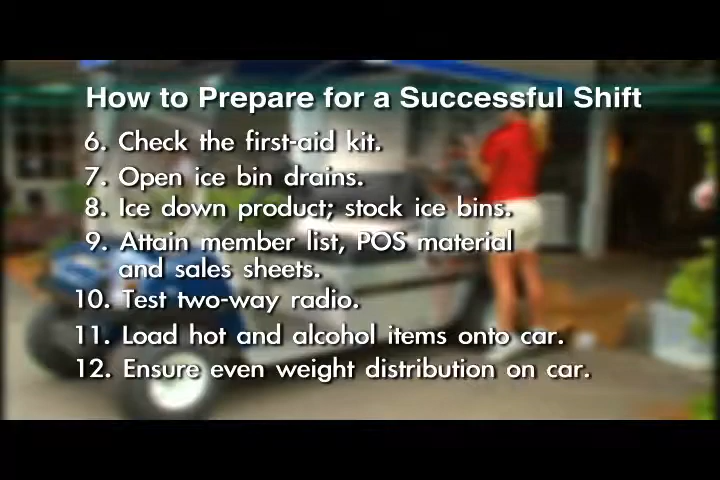 How to Prepare for a Successful Shift
6. Check the first-aid kit.
7. Open ice bin drains.
8. Ice down product; stock ice bins.
9. Attain member list, POS material
and sales sheets.
10. Test two-way radio.
11. Load hot and alcohol items onto car.
12. Ensure even weight distribution on car.